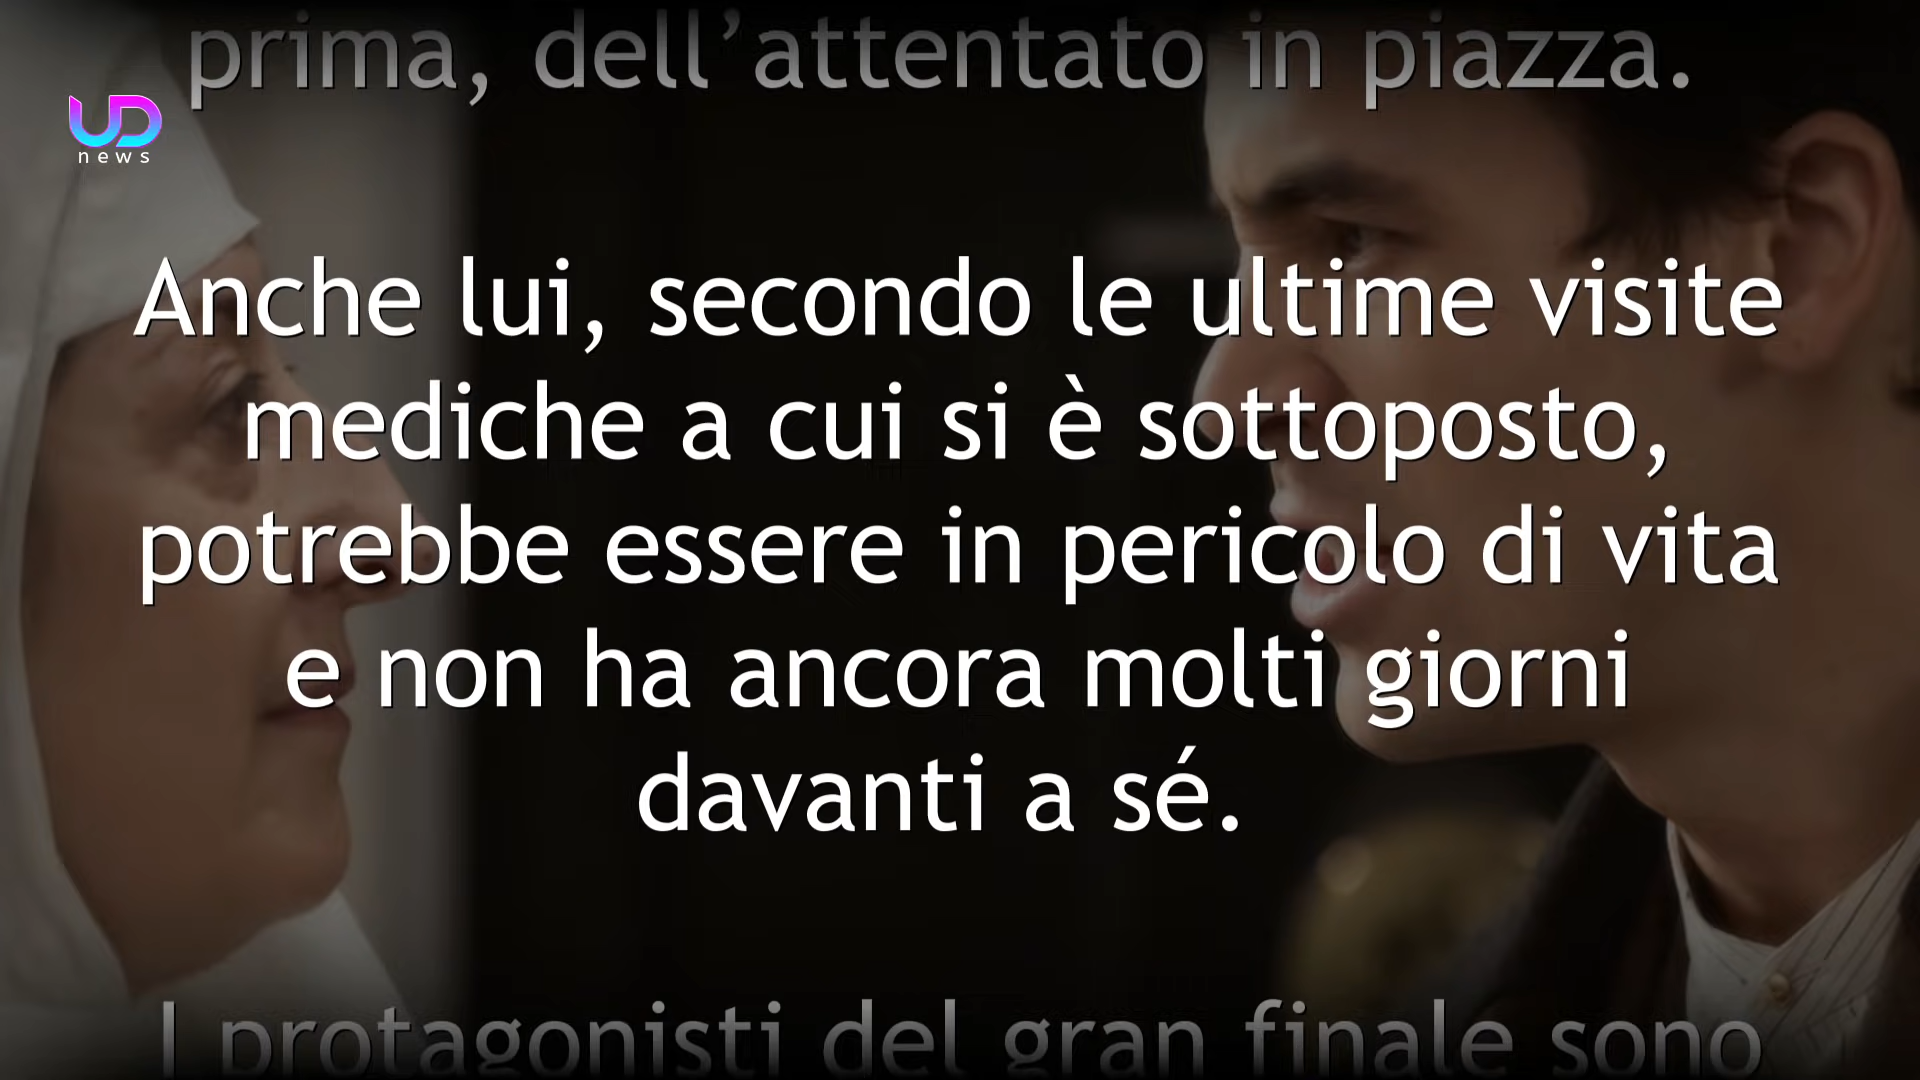 prima, dell’attentato in piazza.
UD
news
Anche lui, secondo le ultime visite
mediche a cui si è sottoposto,
potrebbe essere in pericolo di vita
e non ha ancora molti giorni
davanti a sé.
I protagonisti del gran finale sono